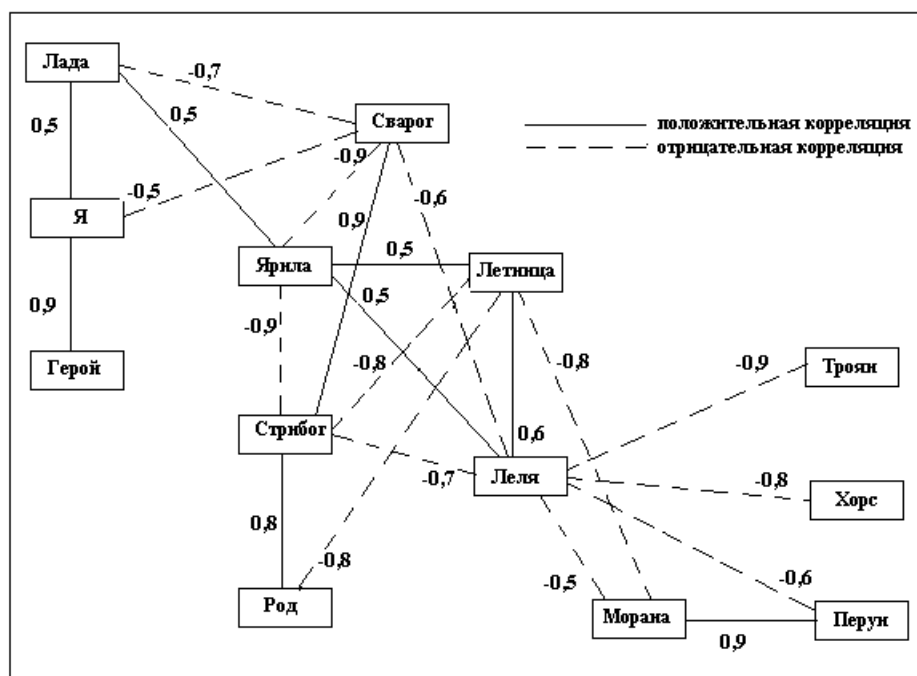 Лада
-0,7
0,5
0,5
Сварог
положительная корреляция
отрицательная корреляция
-0,5
-0,9
-0,6
Я
0,9
Ярила
0,5
Летница
0,9
0,5
-0,9
-0,8
-0,8
Герой
Троян
-0,9
Стрибог
0,6
-0,7
Леля
-0,8
Хорс
0,8
-0,8
-0,5
-0,6
Род
Морана
0,9
Перун